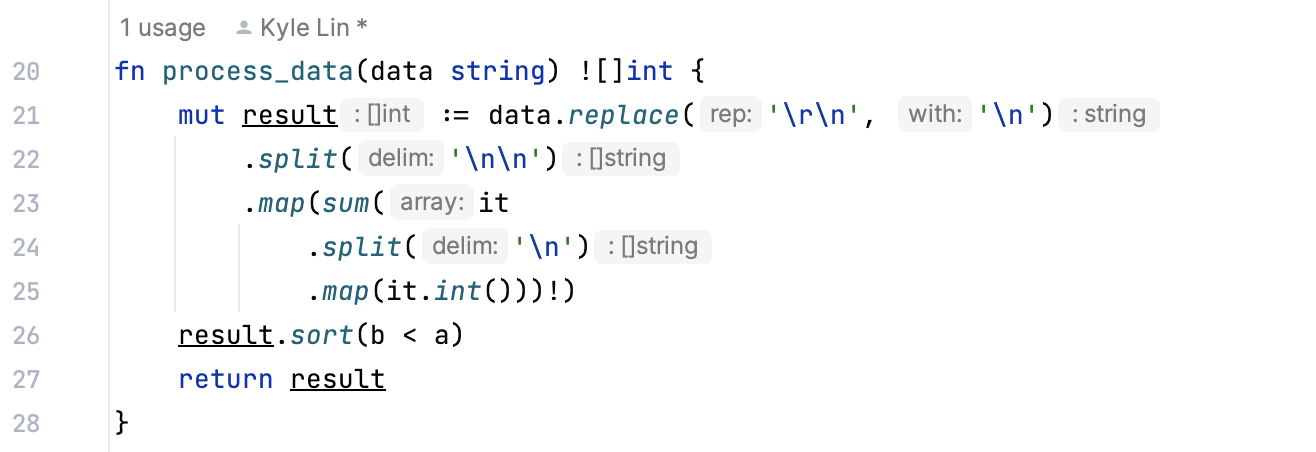 1 usage Kyle Lin *
20 fn process_data(data string) ![]int {
21 mut result : []int := data.replace( rep: '\r\n', with: '\n') : string
22 .split( delim: '\n\n') : []string
23 .map(sum( array: it
24 .split( delim: '\n') : []string
25 .map(it.int()))!)
26 result.sort(b < a)
27 return result
28 }